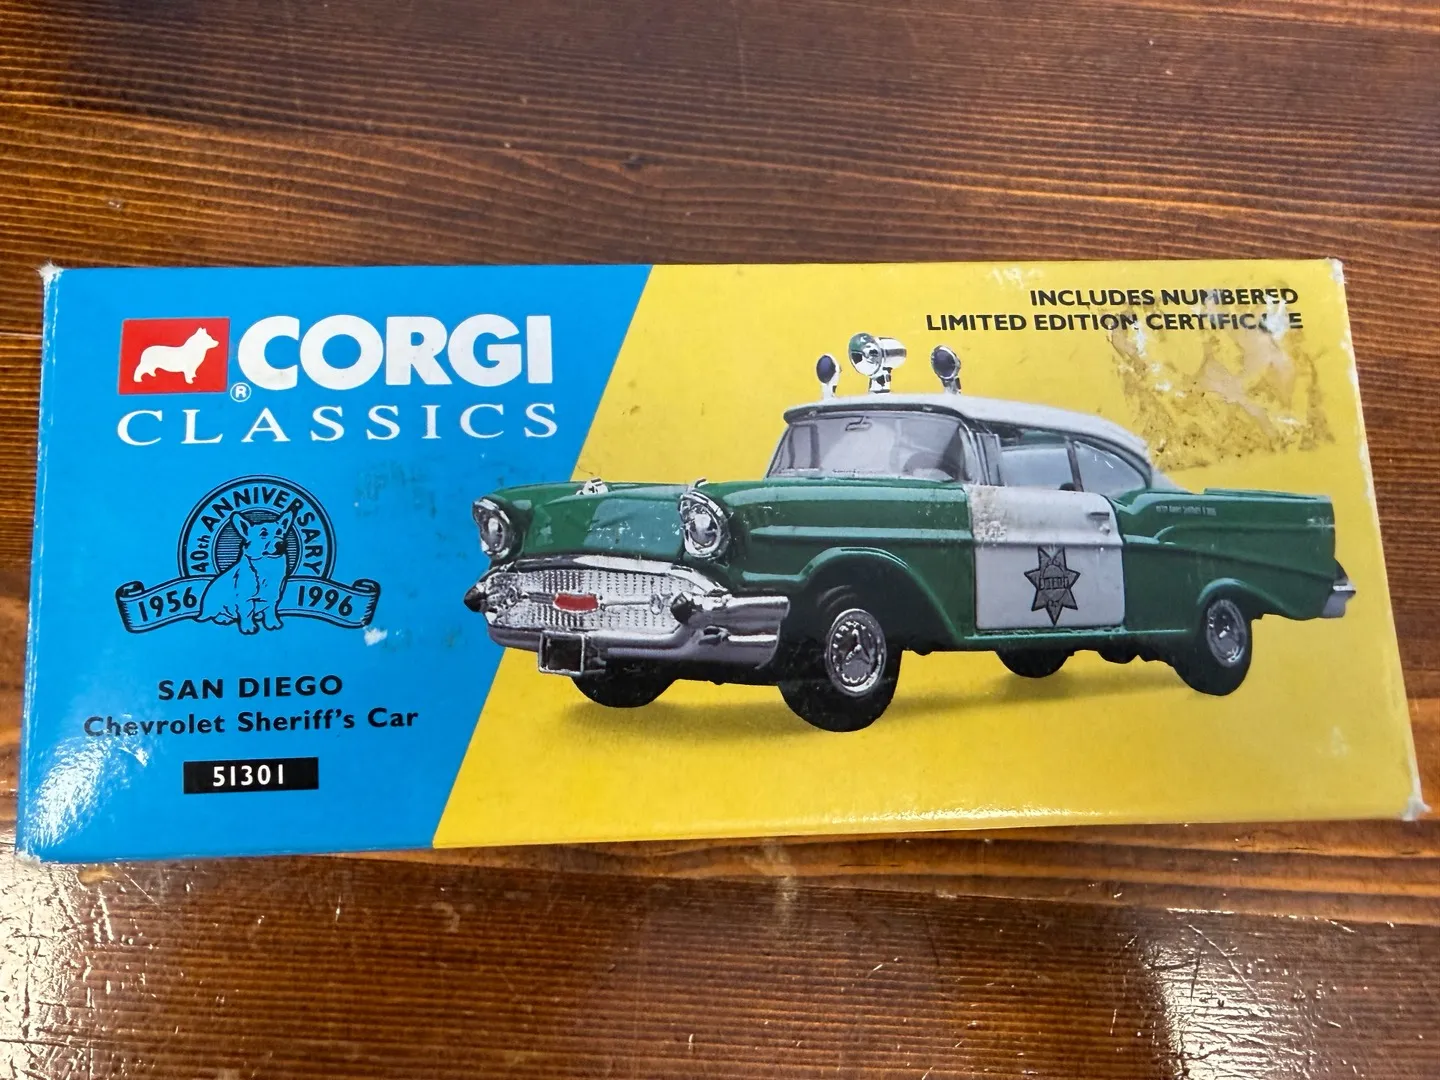 CORGI
®
CLASSICS
40th ANNIVERSARY
1956 1996
SAN DIEGO
Chevrolet Sheriff's Car
51301
INCLUDES NUMBERED
LIMITED EDITION CERTIFICATE